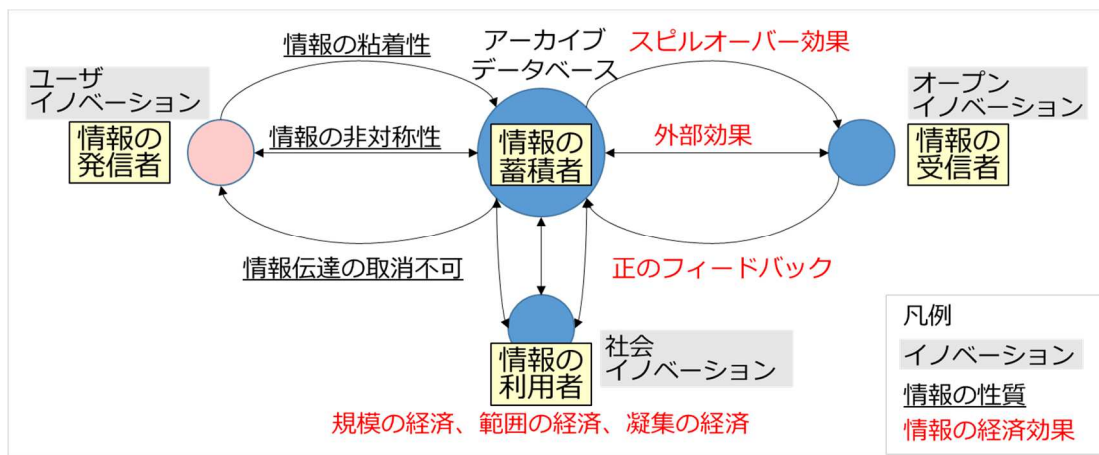 情報の粘着性
アーカイブ
データベース
スピルオーバー効果
ユーザ
イノベーション
オープン
イノベーション
情報の
発信者
情報の非対称性
情報の
蓄積者
外部効果
情報の
受信者
情報伝達の取消不可
正のフィードバック
情報の
利用者
社会
イノベーション
規模の経済、範囲の経済、凝集の経済
凡例
イノベーション
情報の性質
情報の経済効果